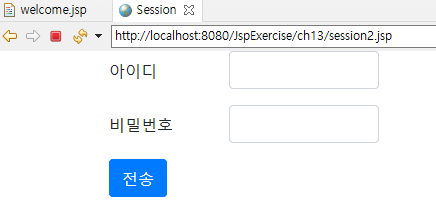 welcome.jsp
Session
http://localhost:8080/JspExercise/ch13/session2.jsp
아이디
비밀번호
전송